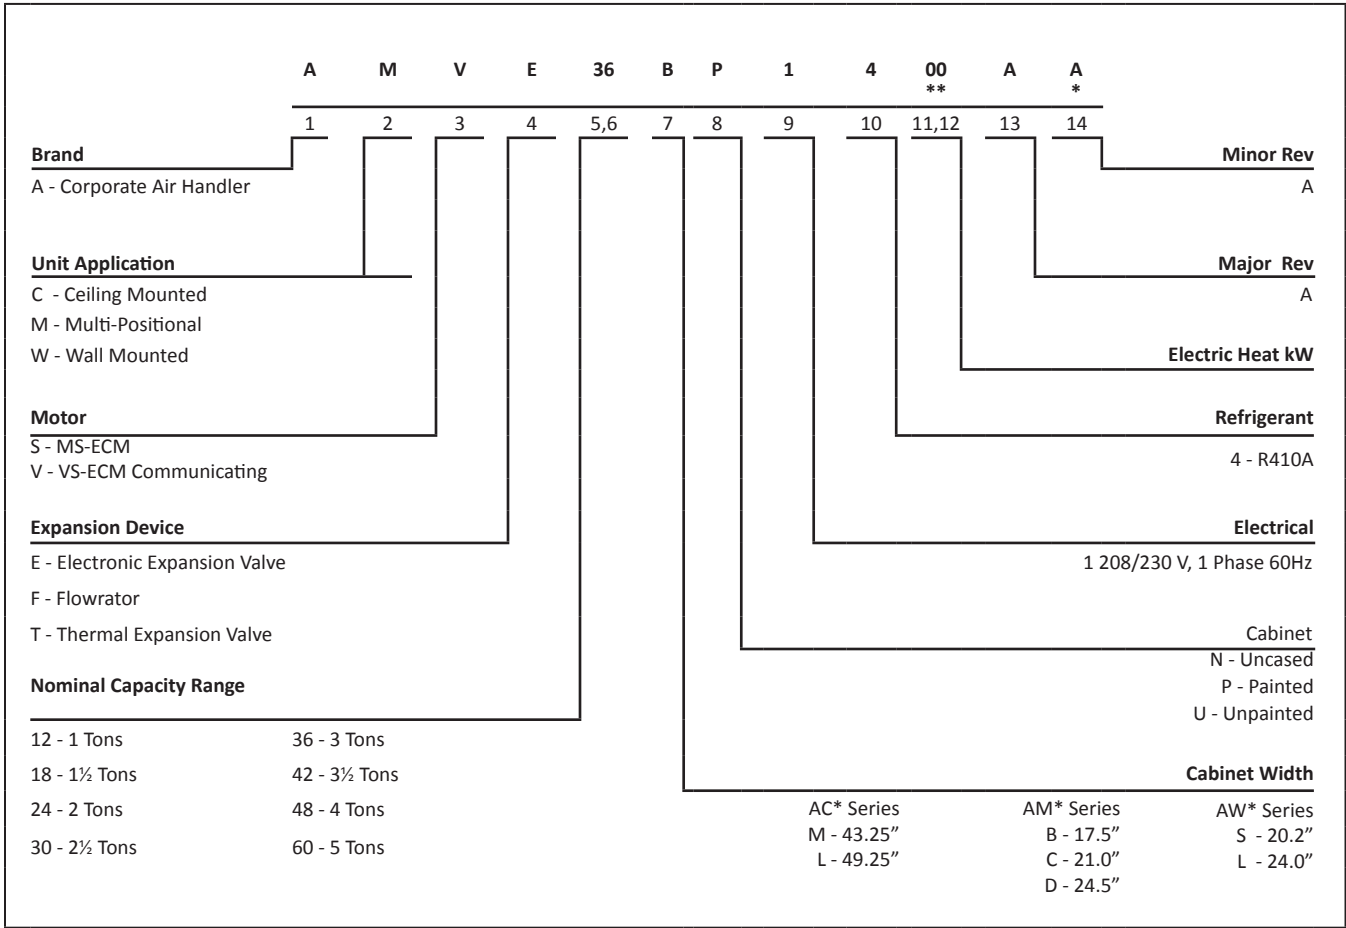 A M V E 36 B P 1 4 00 A A
** *
1 2 3 4 5,6 7 8 9 10 11,12 13 14
Brand
A - Corporate Air Handler
Unit Application
C - Ceiling Mounted
M - Multi-Positional
W - Wall Mounted
Motor
S - MS-ECM
V - VS-ECM Communicating
Expansion Device
E - Electronic Expansion Valve
F - Flowrator
T - Thermal Expansion Valve
Nominal Capacity Range
12 - 1 Tons 36 - 3 Tons
18 - 1½ Tons 42 - 3½ Tons
24 - 2 Tons 48 - 4 Tons
30 - 2½ Tons 60 - 5 Tons
Minor Rev
A
Major Rev
A
Electric Heat kW
Refrigerant
4 - R410A
Electrical
1 208/230 V, 1 Phase 60Hz
Cabinet
N - Uncased
P - Painted
U - Unpainted
Cabinet Width
AC* Series
M - 43.25”
L - 49.25”
AM* Series
B - 17.5”
C - 21.0”
D - 24.5”
AW* Series
S - 20.2”
L - 24.0”